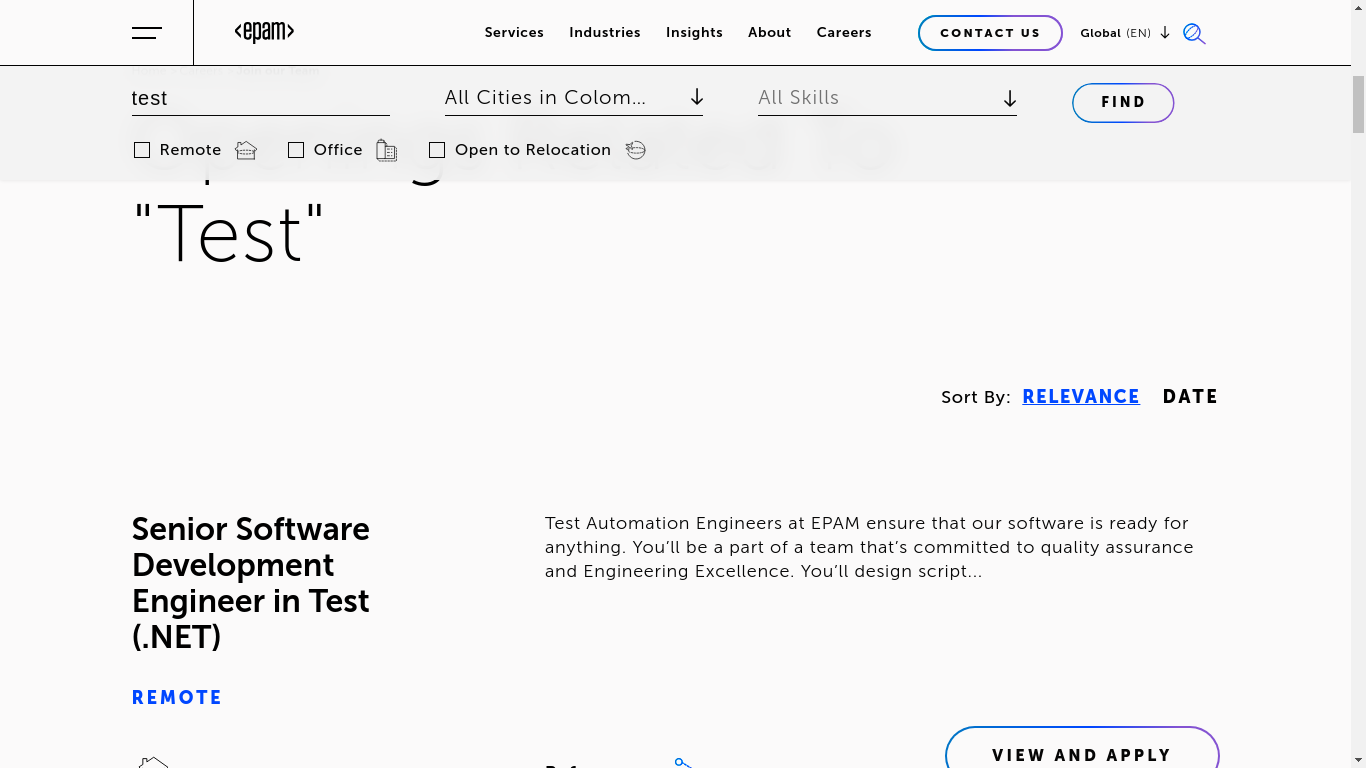 <epam>
Services Industries Insights About Careers CONTACT US Global (EN)
test All Cities in Colom... All Skills FIND
Remote Office Open to Relocation
"Test"
Sort By: RELEVANCE DATE
Senior Software
Development
Engineer in Test
(.NET)
Test Automation Engineers at EPAM ensure that our software is ready for
anything. You’ll be a part of a team that’s committed to quality assurance
and Engineering Excellence. You’ll design script...
REMOTE
VIEW AND APPLY